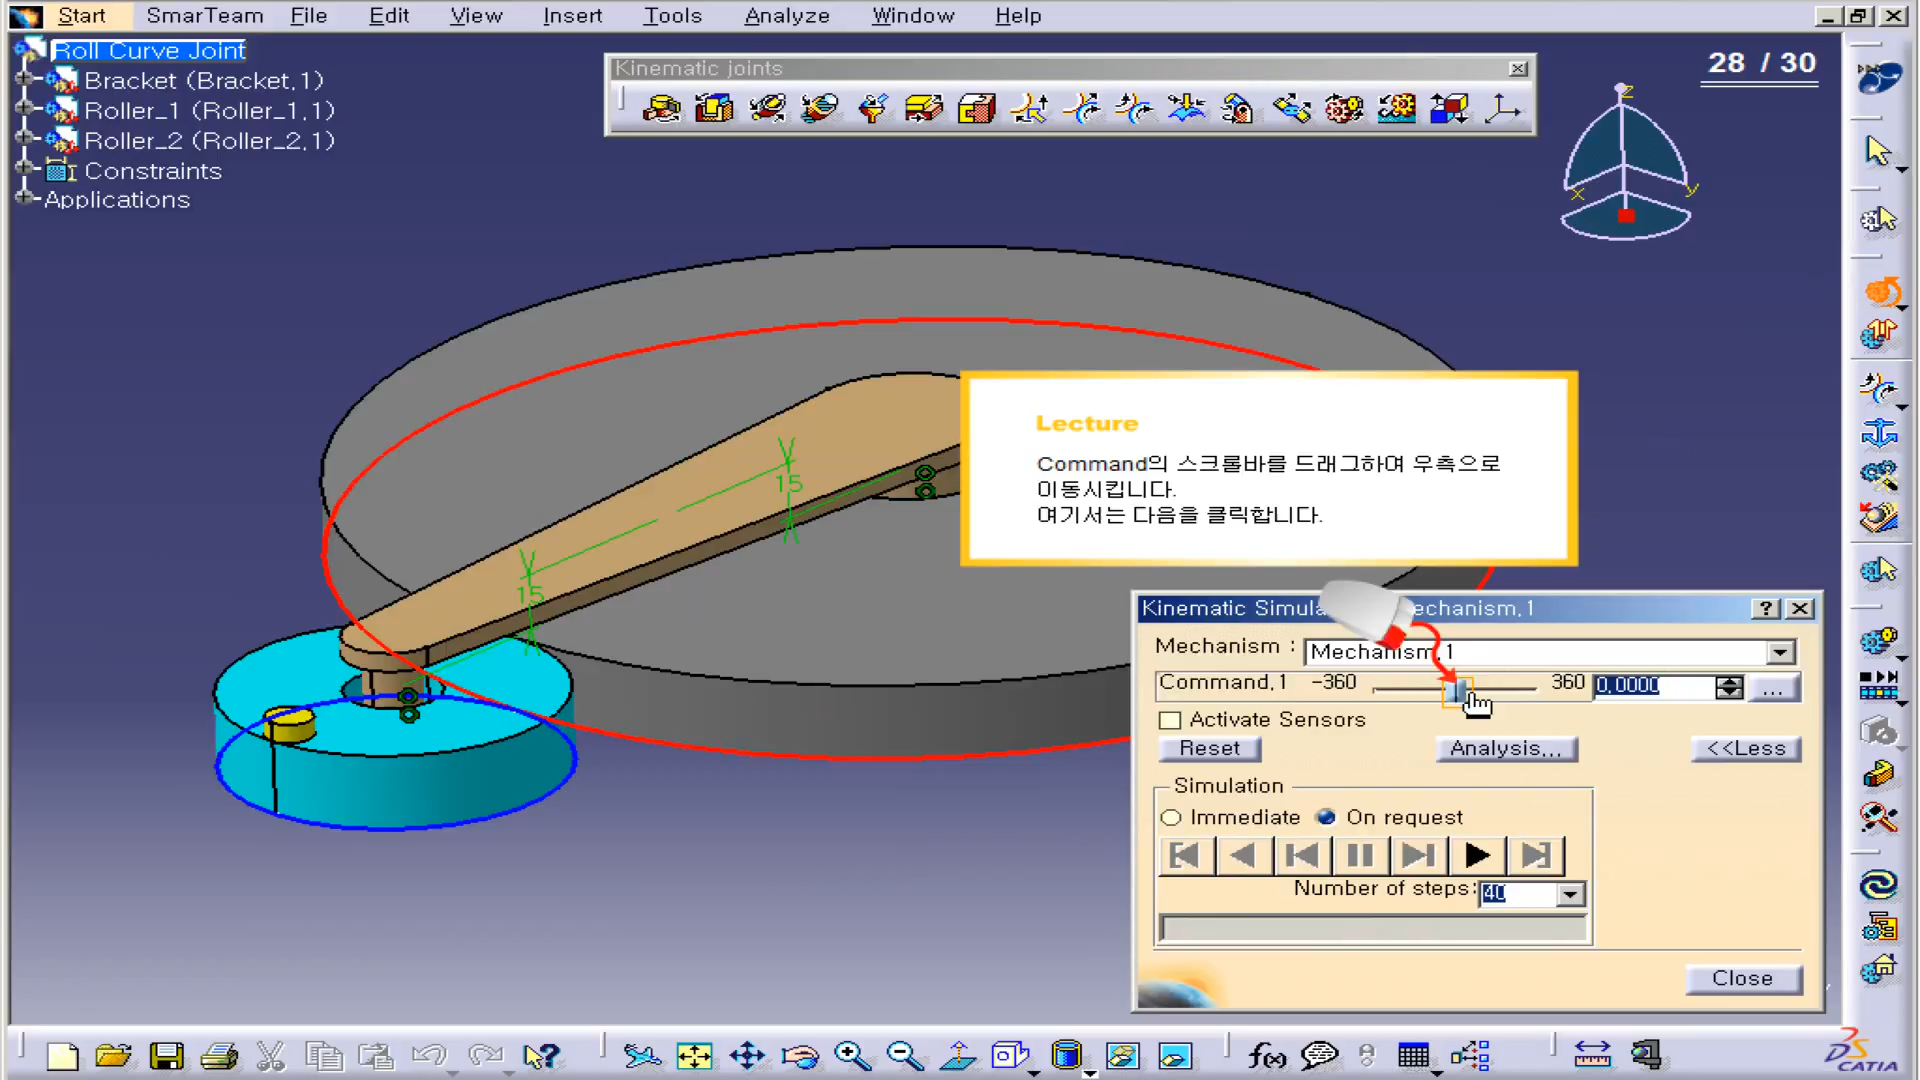 Start SmarTeam File Edit View Insert Tools Analyze Window Help
Roll Curve Joint
Bracket (Bracket,1)
Roller_1 (Roller_1,1)
Roller_2 (Roller_2,1)
Constraints
Applications
Kinematic joints
28 / 30
z
x
y
15
15
Lecture
Command의 스크롤바를 드래그하여 우측으로
이동시킵니다.
여기서는 다음을 클릭합니다.
Mechanism,1
Mechanism : Mechanism,1
Command,1 -360 360 0,0000 ...
Activate Sensors
Reset Analysis... <<Less
Simulation
Immediate On request
Number of steps: 40
Close
f(x)
CATIA